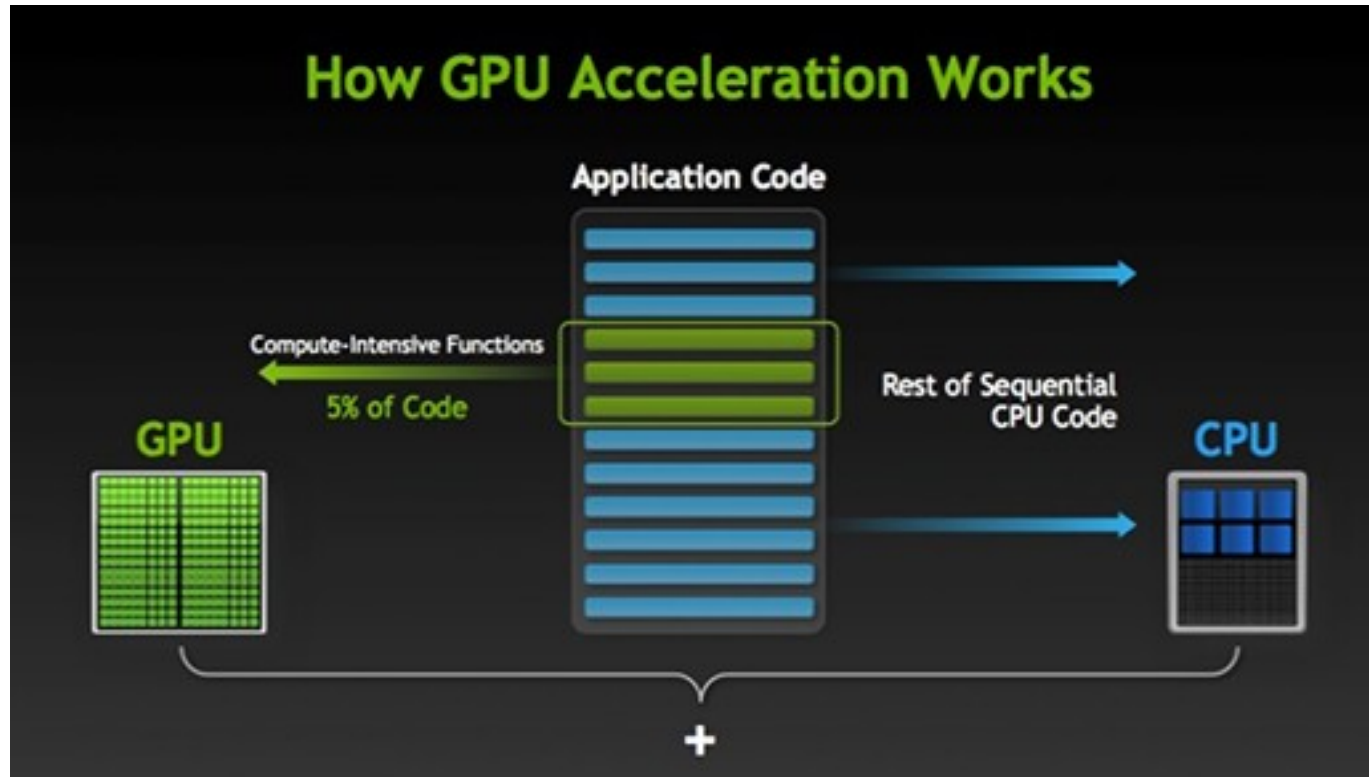 How GPU Acceleration Works
Application Code
Compute-Intensive Functions
5% of Code
GPU
Rest of Sequential
CPU Code
CPU
+